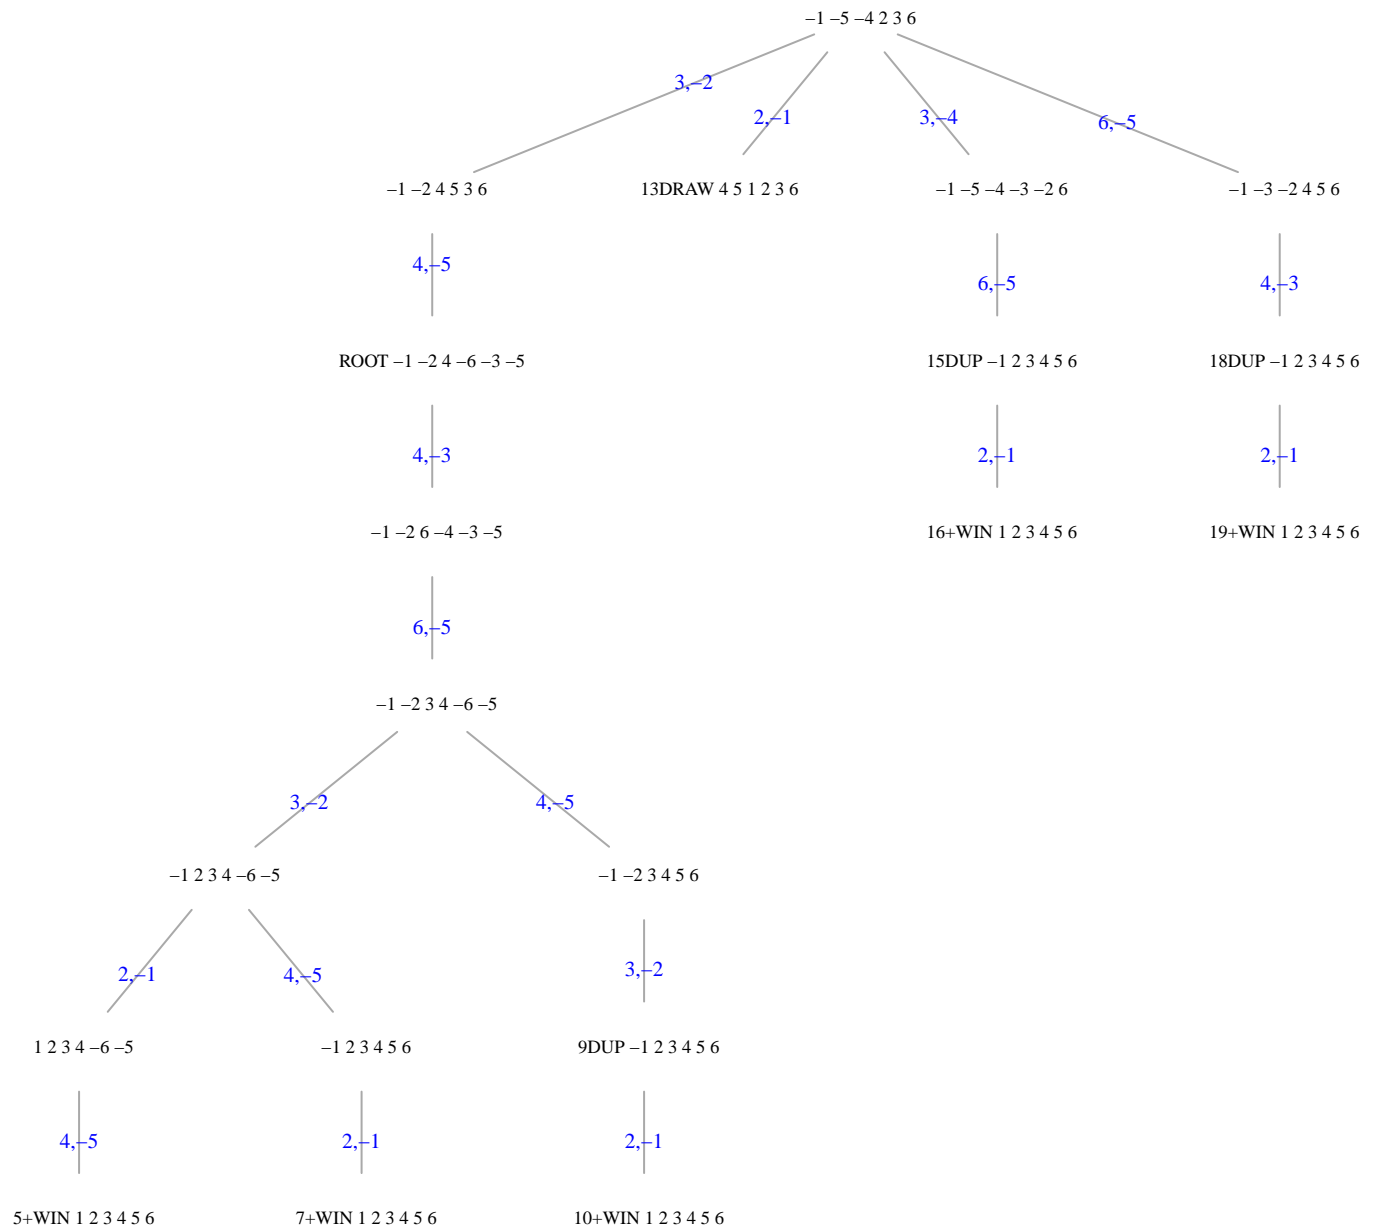 –1 –5 –4 2 3 6
3,–2
2,–1
3,–4
6,–5
–1 –2 4 5 3 6
13DRAW 4 5 1 2 3 6
–1 –5 –4 –3 –2 6
–1 –3 –2 4 5 6
4,–5
6,–5
4,–3
ROOT –1 –2 4 –6 –3 –5
15DUP –1 2 3 4 5 6
18DUP –1 2 3 4 5 6
4,–3
2,–1
2,–1
–1 –2 6 –4 –3 –5
16+WIN 1 2 3 4 5 6
19+WIN 1 2 3 4 5 6
6,–5
–1 –2 3 4 –6 –5
3,–2
4,–5
–1 2 3 4 –6 –5
–1 –2 3 4 5 6
2,–1
4,–5
3,–2
1 2 3 4 –6 –5
–1 2 3 4 5 6
9DUP –1 2 3 4 5 6
4,–5
2,–1
2,–1
5+WIN 1 2 3 4 5 6
7+WIN 1 2 3 4 5 6
10+WIN 1 2 3 4 5 6